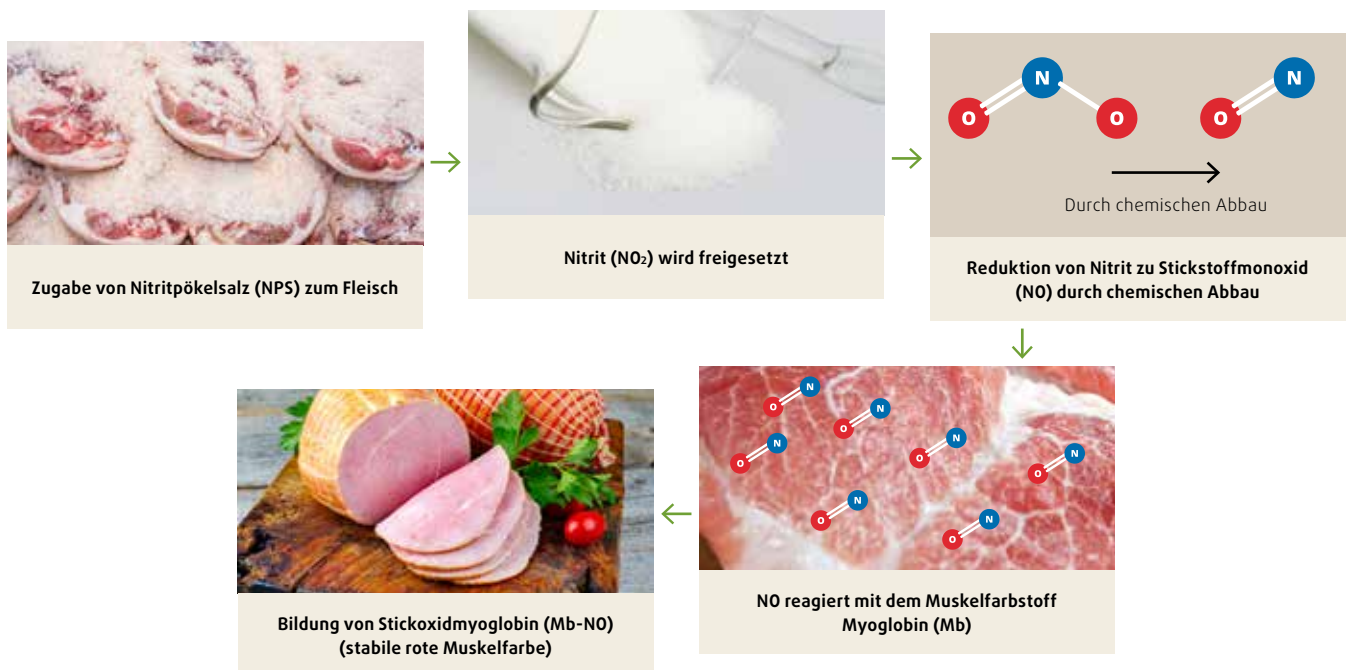 Zugabe von Nitritpökelsalz (NPS) zum Fleisch
Nitrit (NO₂) wird freigesetzt
N
O
O
N
O
Durch chemischen Abbau
Reduktion von Nitrit zu Stickstoffmonoxid
(NO) durch chemischen Abbau
N
O
N
O
N
O
N
O
N
O
N
O
N
O
NO reagiert mit dem Muskelfarbstoff
Myoglobin (Mb)
Bildung von Stickoxidmyoglobin (Mb-NO)
(stabile rote Muskelfarbe)